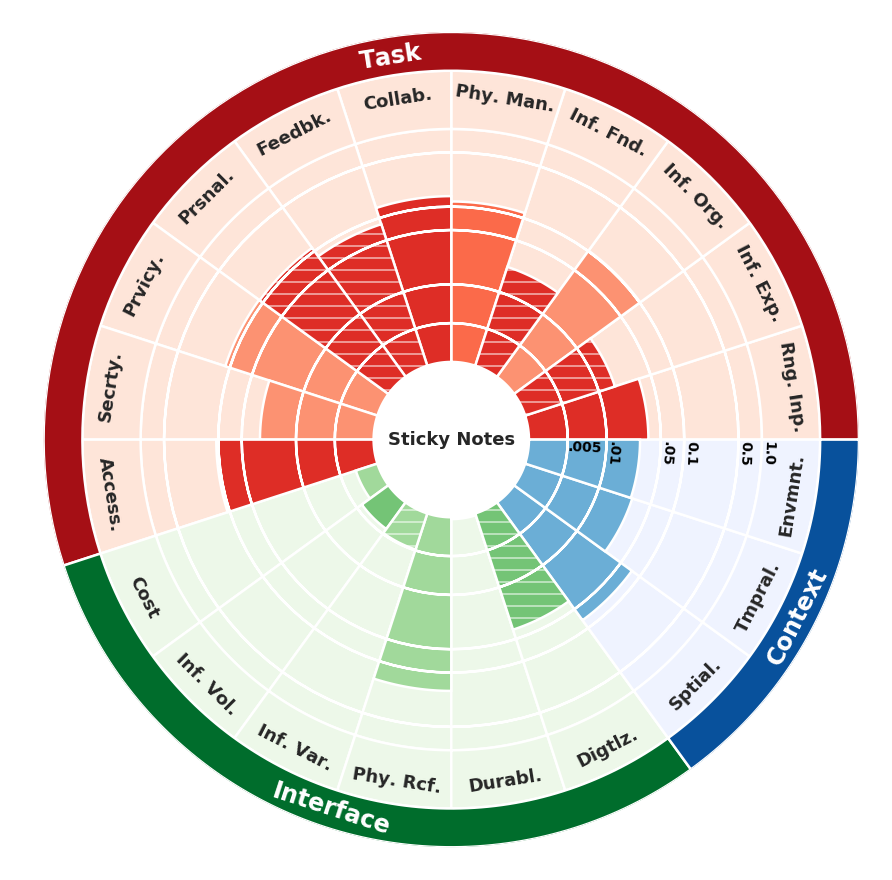 Task
Collab.
Phy. Man.
Feedbk.
Inf. Fnd.
Prsnal.
Inf. Org.
Prvicy.
Inf. Exp.
Secrty.
Rng. Inp.
Sticky Notes
.005
.01
.05
0.1
0.5
1.0
Access.
Envmnt.
Cost
Tmpral.
Context
Inf. Vol.
Sptial.
Inf. Var.
Digtlz.
Phy. Rcf.
Durabl.
Interface